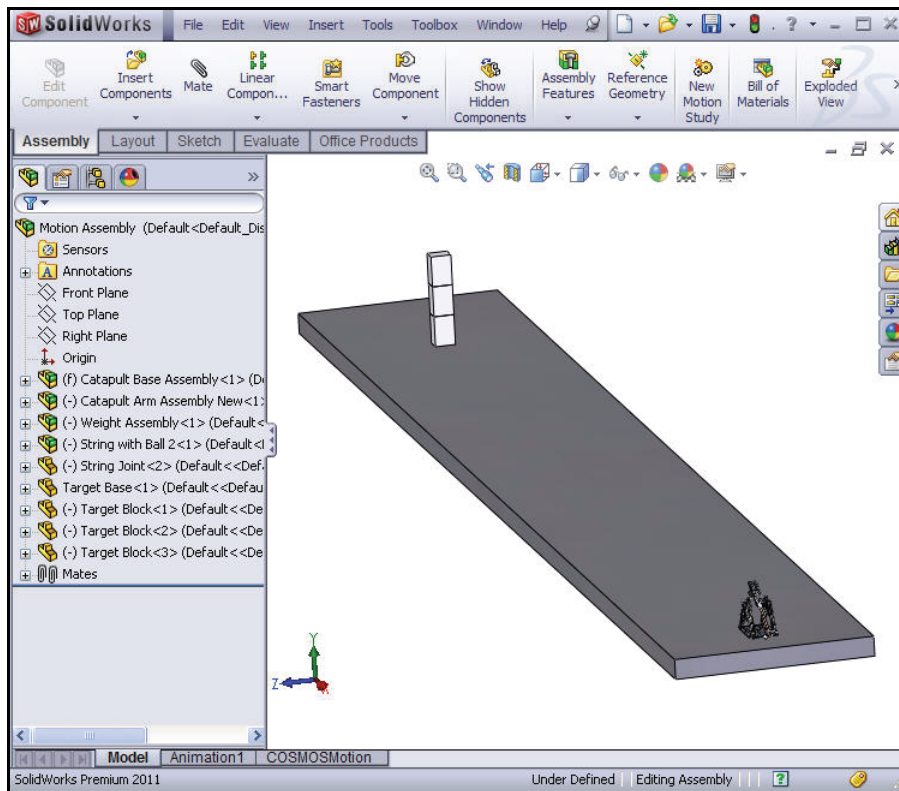 SolidWorks File Edit View Insert Tools Toolbox Window Help ?
Edit Component
Insert Components
Mate
Linear Compon...
Smart Fasteners
Move Component
Show Hidden Components
Assembly Features
Reference Geometry
New Motion Study
Bill of Materials
Exploded View
Assembly Layout Sketch Evaluate Office Products
Motion Assembly (Default<Default_Dis
Sensors
A Annotations
Front Plane
Top Plane
Right Plane
Origin
(f) Catapult Base Assembly<1> (De
(-) Catapult Arm Assembly New<1>
(-) Weight Assembly<1> (Default<
(-) String with Ball 2<1> (Default<
(-) String Joint<2> (Default<<Def
Target Base<1> (Default<<Defau
(-) Target Block<1> (Default<<De
(-) Target Block<2> (Default<<De
(-) Target Block<3> (Default<<De
Mates
Y
Z
Model Animation1 COSMOSMotion
SolidWorks Premium 2011 Under Defined Editing Assembly ?